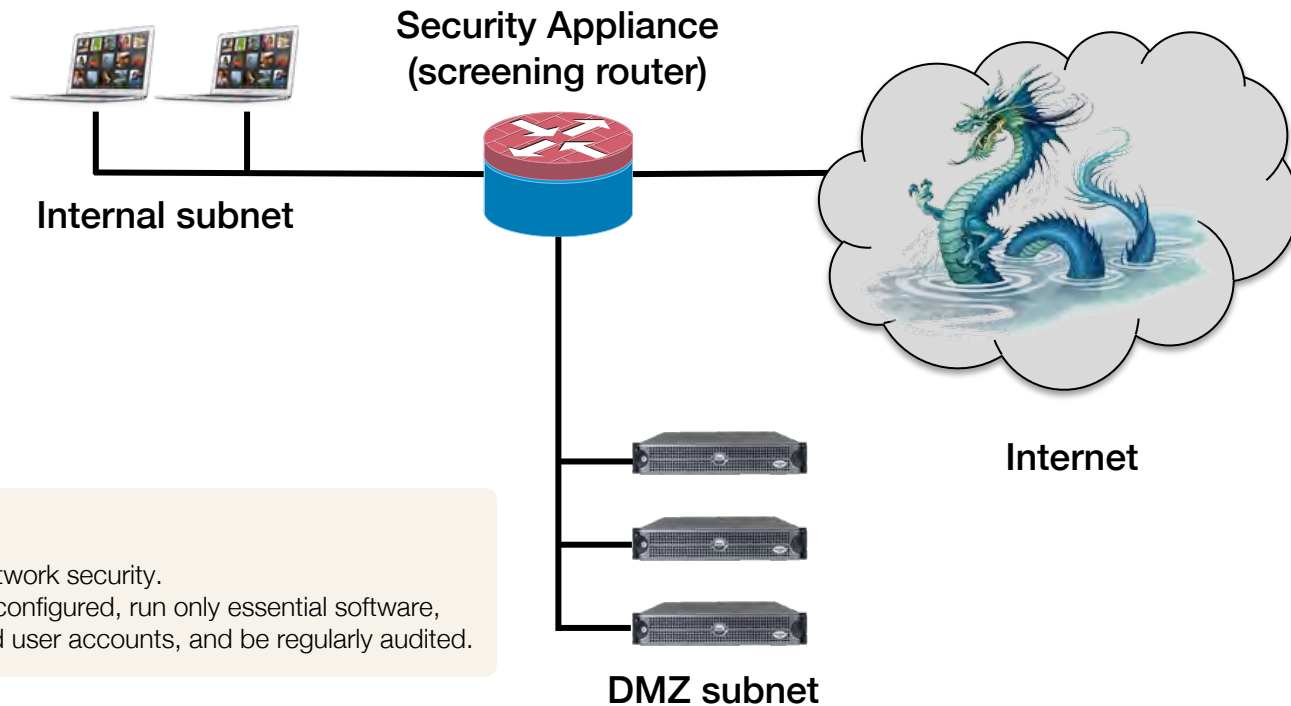 Security Appliance
(screening router)
Internal subnet
Internet
twork security.
configured, run only essential software,
d user accounts, and be regularly audited.
DMZ subnet